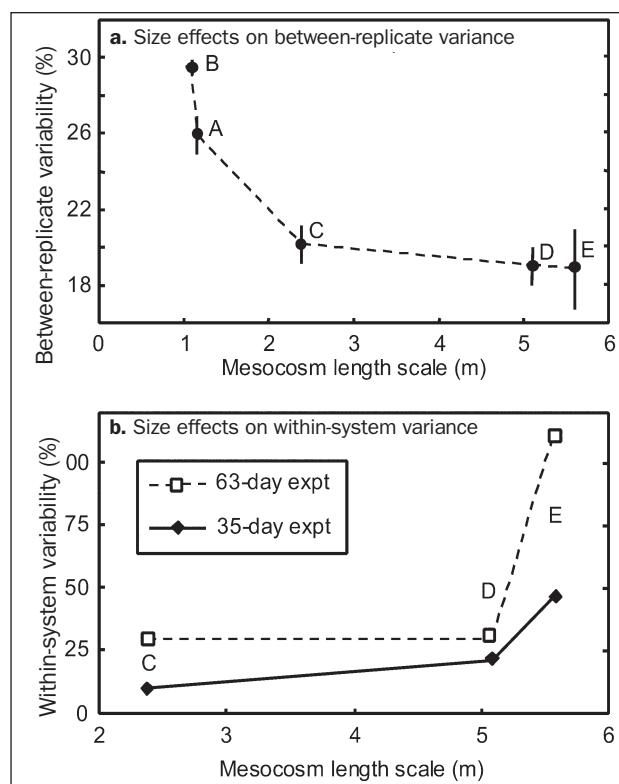 a. Size effects on between-replicate variance
Between-replicate variability (%)
30
26
22
18
B
A
C
D
E
0 1 2 3 4 5 6
Mesocosm length scale (m)
b. Size effects on within-system variance
Within-system variability (%)
00
75
50
25
0
63-day expt
35-day expt
E
D
C
2 3 4 5 6
Mesocosm length scale (m)